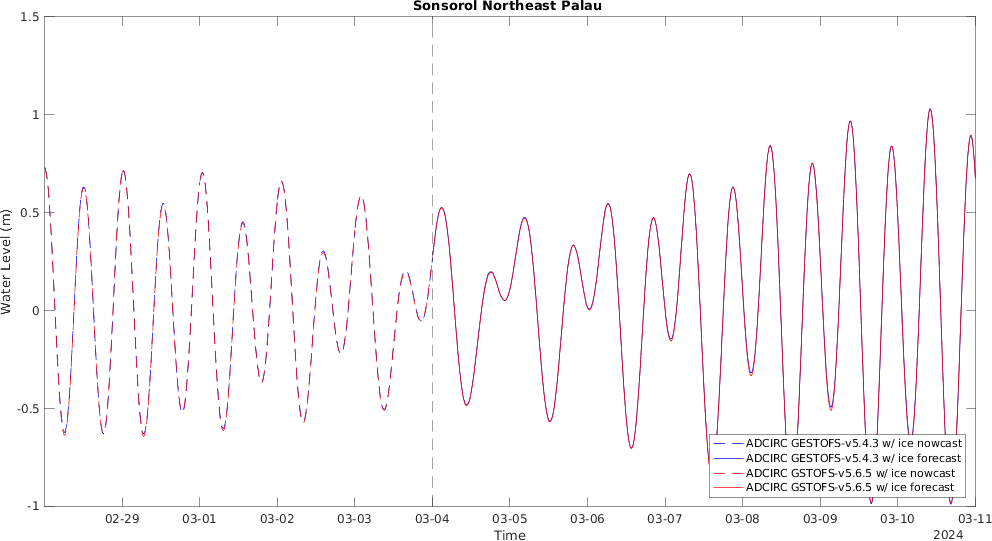 Sonsorol Northeast Palau
1.5
1
0.5
0
-0.5
-1
Water Level (m)
ADCIRC GESTOFS-v5.4.3 w/ ice nowcast
ADCIRC GESTOFS-v5.4.3 w/ ice forecast
ADCIRC GSTOFS-v5.6.5 w/ ice nowcast
ADCIRC GSTOFS-v5.6.5 w/ ice forecast
02-29 03-01 03-02 03-03 03-04 03-05 03-06 03-07 03-08 03-09 03-10 03-11
Time
2024